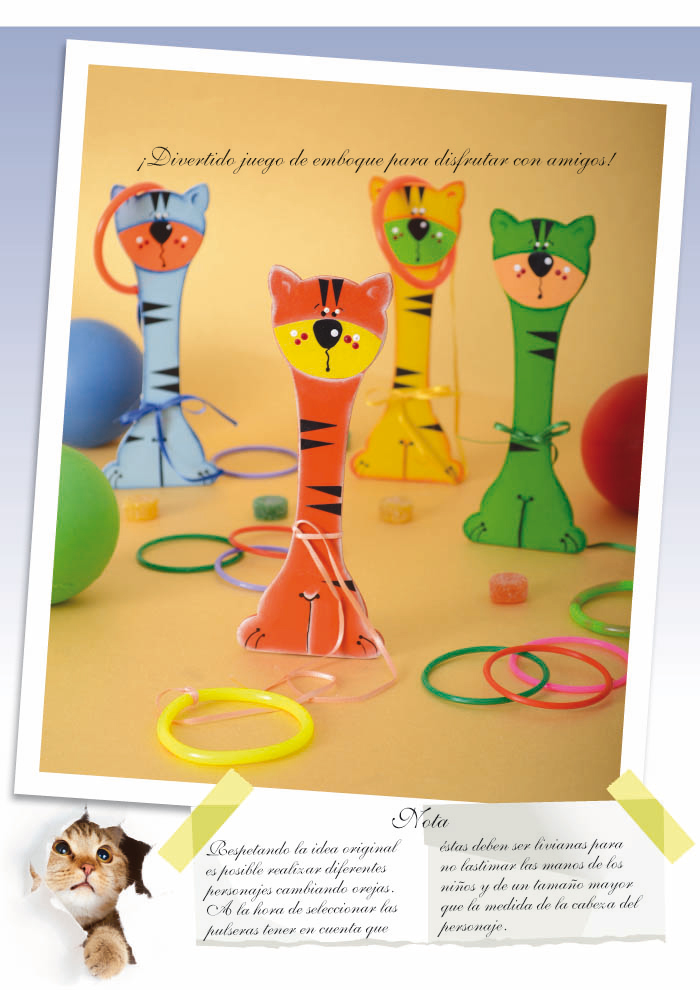 ¡Divertido juego de emboque para disfrutar con amigos!
Nota
Respetando la idea original
es posible realizar diferentes
personajes cambiando orejas.
A la hora de seleccionar las
pulseras tener en cuenta que
éstas deben ser livianas para
no lastimar las manos de los
niños y de un tamaño mayor
que la medida de la cabeza del
personaje.